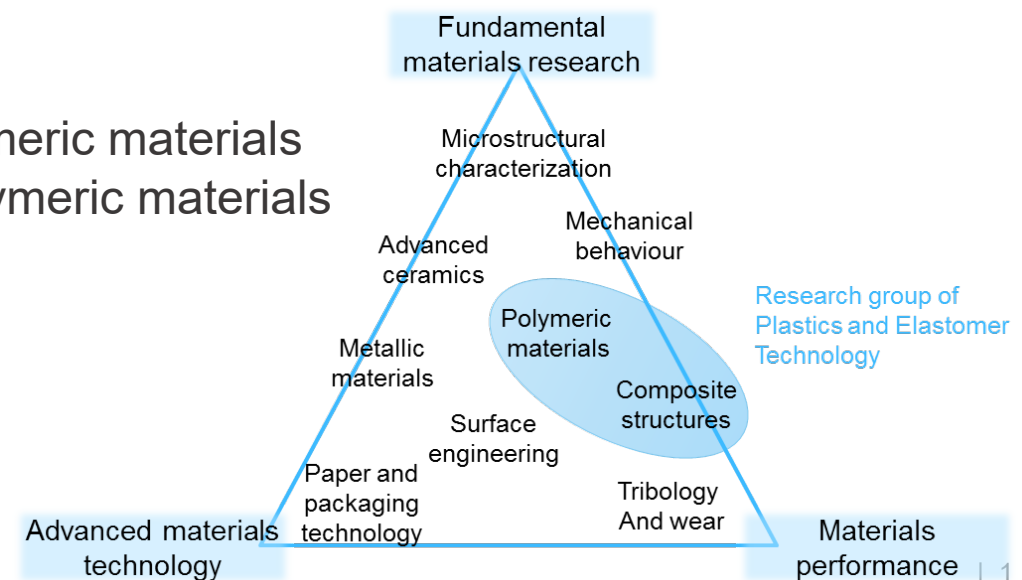 Fundamental
materials research
meric materials
ymeric materials
Microstructural
characterization
Mechanical
behaviour
Advanced
ceramics
Research group of
Plastics and Elastomer
Technology
Polymeric
materials
Metallic
materials
Composite
structures
Surface
engineering
Paper and
packaging
technology
Tribology
And wear
Advanced materials
technology
Materials
performance
| 1